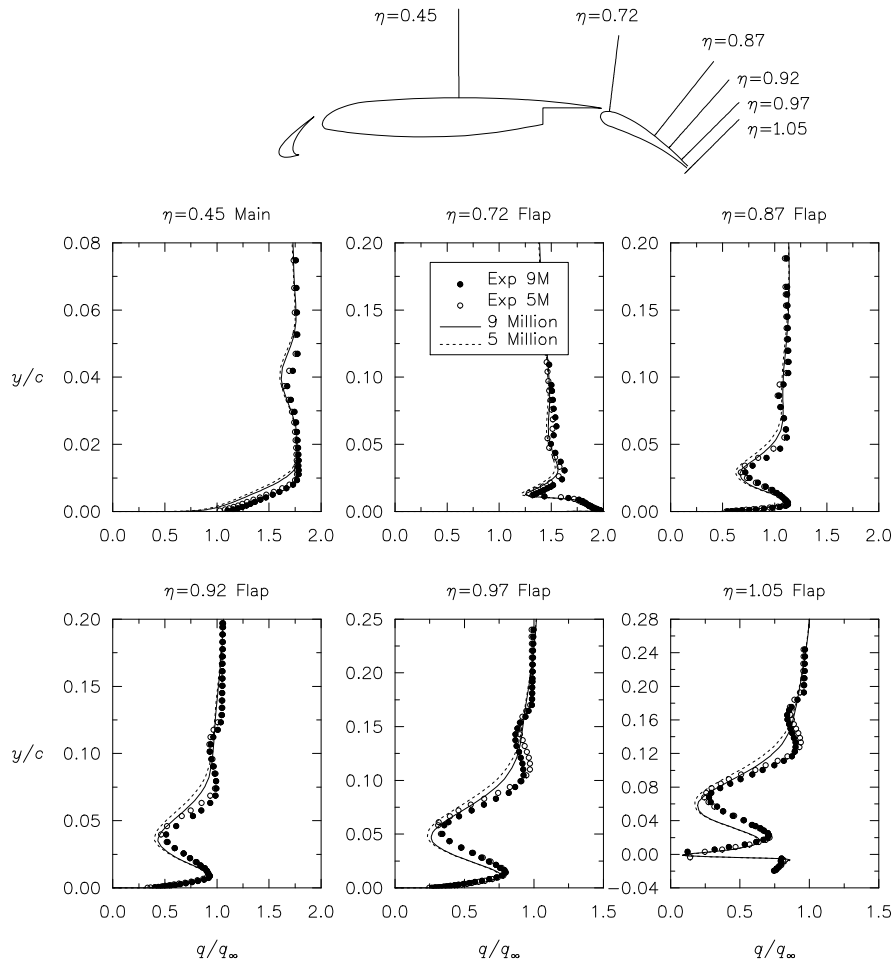 η=0.45
η=0.72
η=0.87
η=0.92
η=0.97
η=1.05
η=0.45 Main
η=0.72 Flap
η=0.87 Flap
0.08
0.06
0.04
0.02
0.00
y/c
0.0 0.5 1.0 1.5 2.0
0.20
0.15
0.10
0.05
0.00
Exp 9M
Exp 5M
9 Million
5 Million
0.0 0.5 1.0 1.5 2.0
0.20
0.15
0.10
0.05
0.00
0.0 0.5 1.0 1.5 2.0
η=0.92 Flap
η=0.97 Flap
η=1.05 Flap
0.20
0.15
0.10
0.05
0.00
y/c
0.0 0.5 1.0 1.5 2.0
q/q∞
0.25
0.20
0.15
0.10
0.05
0.00
0.0 0.5 1.0 1.5
q/q∞
0.28
0.24
0.20
0.16
0.12
0.08
0.04
0.00
−0.04
0.0 0.5 1.0 1.5
q/q∞